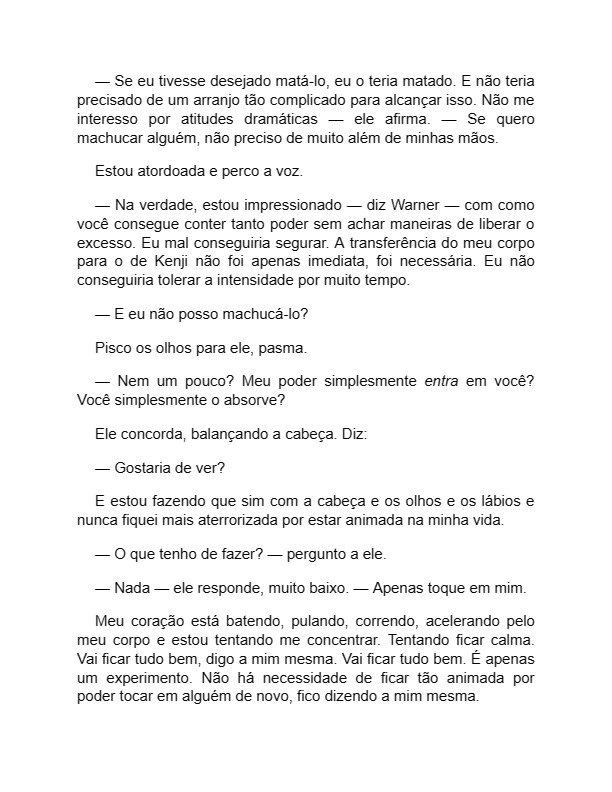 — Se eu tivesse desejado matá-lo, eu o teria matado. E não teria
precisado de um arranjo tão complicado para alcançar isso. Não me
interesso por atitudes dramáticas — ele afirma. — Se quero
machucar alguém, não preciso de muito além de minhas mãos.
Estou atordoada e perco a voz.
— Na verdade, estou impressionado — diz Warner — com como
você consegue conter tanto poder sem achar maneiras de liberar o
excesso. Eu mal conseguiria segurar. A transferência do meu corpo
para o de Kenji não foi apenas imediata, foi necessária. Eu não
conseguiria tolerar a intensidade por muito tempo.
— E eu não posso machucá-lo?
Pisco os olhos para ele, pasma.
— Nem um pouco? Meu poder simplesmente entra em você?
Você simplesmente o absorve?
Ele concorda, balançando a cabeça. Diz:
— Gostaria de ver?
E estou fazendo que sim com a cabeça e os olhos e os lábios e
nunca fiquei mais aterrorizada por estar animada na minha vida.
— O que tenho de fazer? — pergunto a ele.
— Nada — ele responde, muito baixo. — Apenas toque em mim.
Meu coração está batendo, pulando, correndo, acelerando pelo
meu corpo e estou tentando me concentrar. Tentando ficar calma.
Vai ficar tudo bem, digo a mim mesma. Vai ficar tudo bem. É apenas
um experimento. Não há necessidade de ficar tão animada por
poder tocar em alguém de novo, fico dizendo a mim mesma.